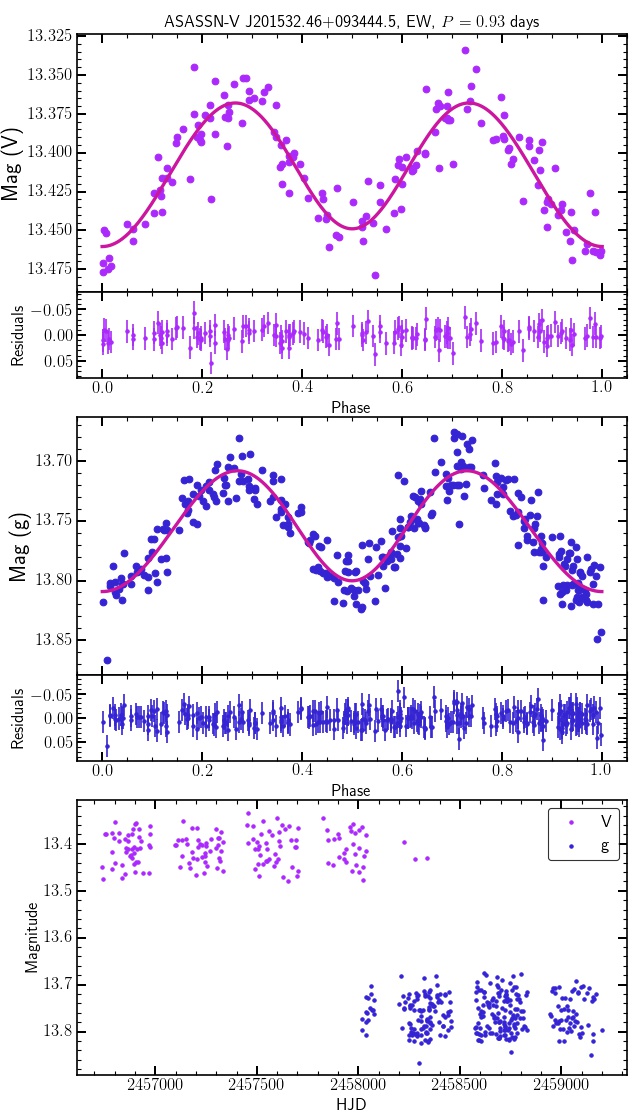 ASASSN-V J201532.46+093444.5, EW, P = 0.93 days
13.325
13.350
13.375
13.400
13.425
13.450
13.475
Mag (V)
−0.05
0.00
0.05
Residuals
0.0 0.2 0.4 0.6 0.8 1.0
Phase
13.70
13.75
13.80
13.85
Mag (g)
−0.05
0.00
0.05
Residuals
0.0 0.2 0.4 0.6 0.8 1.0
Phase
V
g
13.4
13.5
13.6
13.7
13.8
Magnitude
2457000 2457500 2458000 2458500 2459000
HJD